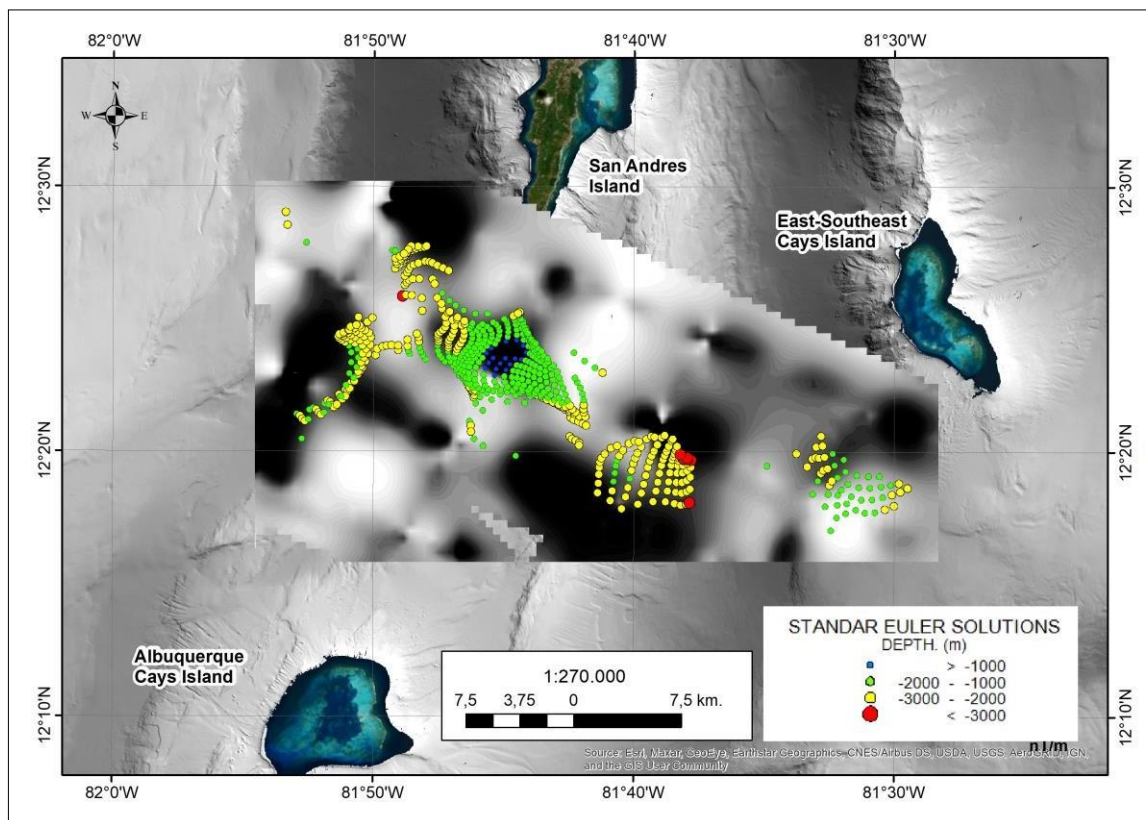 82°0'W 81°50'W 81°40'W 81°30'W
N
W E
S
San Andres
Island
12°30'N 12°30'N
East-Southeast
Cays Island
12°20'N 12°20'N
Albuquerque
Cays Island
STANDAR EULER SOLUTIONS
DEPTH. (m)
> -1000
-2000 - -1000
-3000 - -2000
< -3000
1:270.000
7,5 3,75 0 7,5 km.
12°10'N 12°10'N
nT/m
Source: Esri, Maxar, GeoEye, Earthstar Geographics, CNES/Airbus DS, USDA, USGS, AeroGRID, IGN,
and the GIS User Community
82°0'W 81°50'W 81°40'W 81°30'W